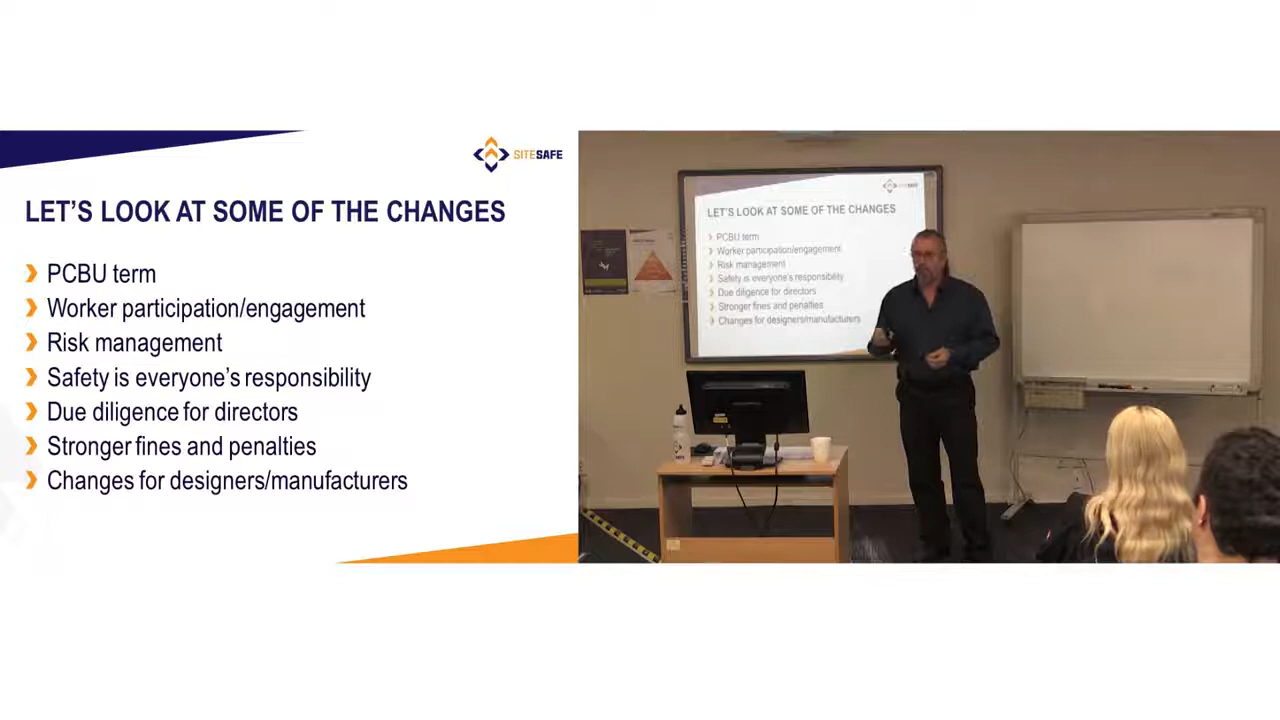 SITESAFE
LET'S LOOK AT SOME OF THE CHANGES
PCBU term
Worker participation/engagement
Risk management
Safety is everyone's responsibility
Due diligence for directors
Stronger fines and penalties
Changes for designers/manufacturers
SITESAFE
LET'S LOOK AT SOME OF THE CHANGES
PCBU term
Worker participation/engagement
Risk management
Safety is everyone's responsibility
Due diligence for directors
Stronger fines and penalties
Changes for designers/manufacturers